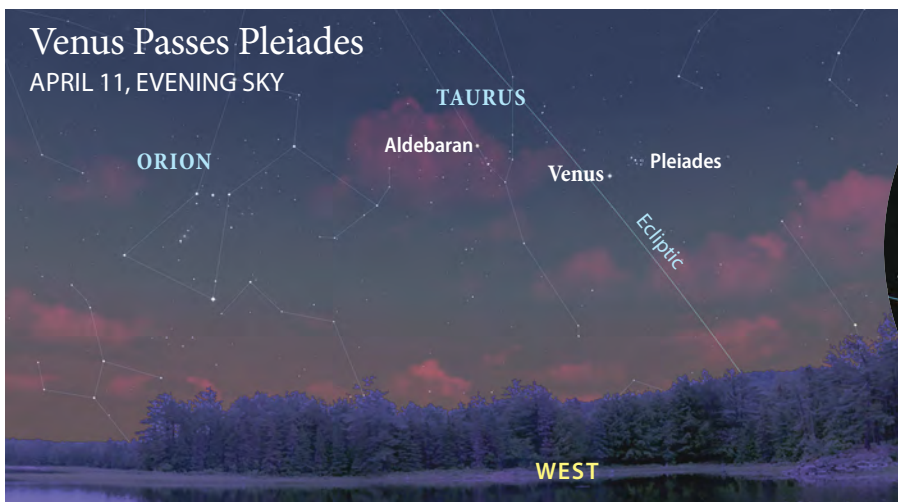 Venus Passes Pleiades
APRIL 11, EVENING SKY
TAURUS
Aldebaran
ORION
Pleiades
Venus
Ecliptic
WEST